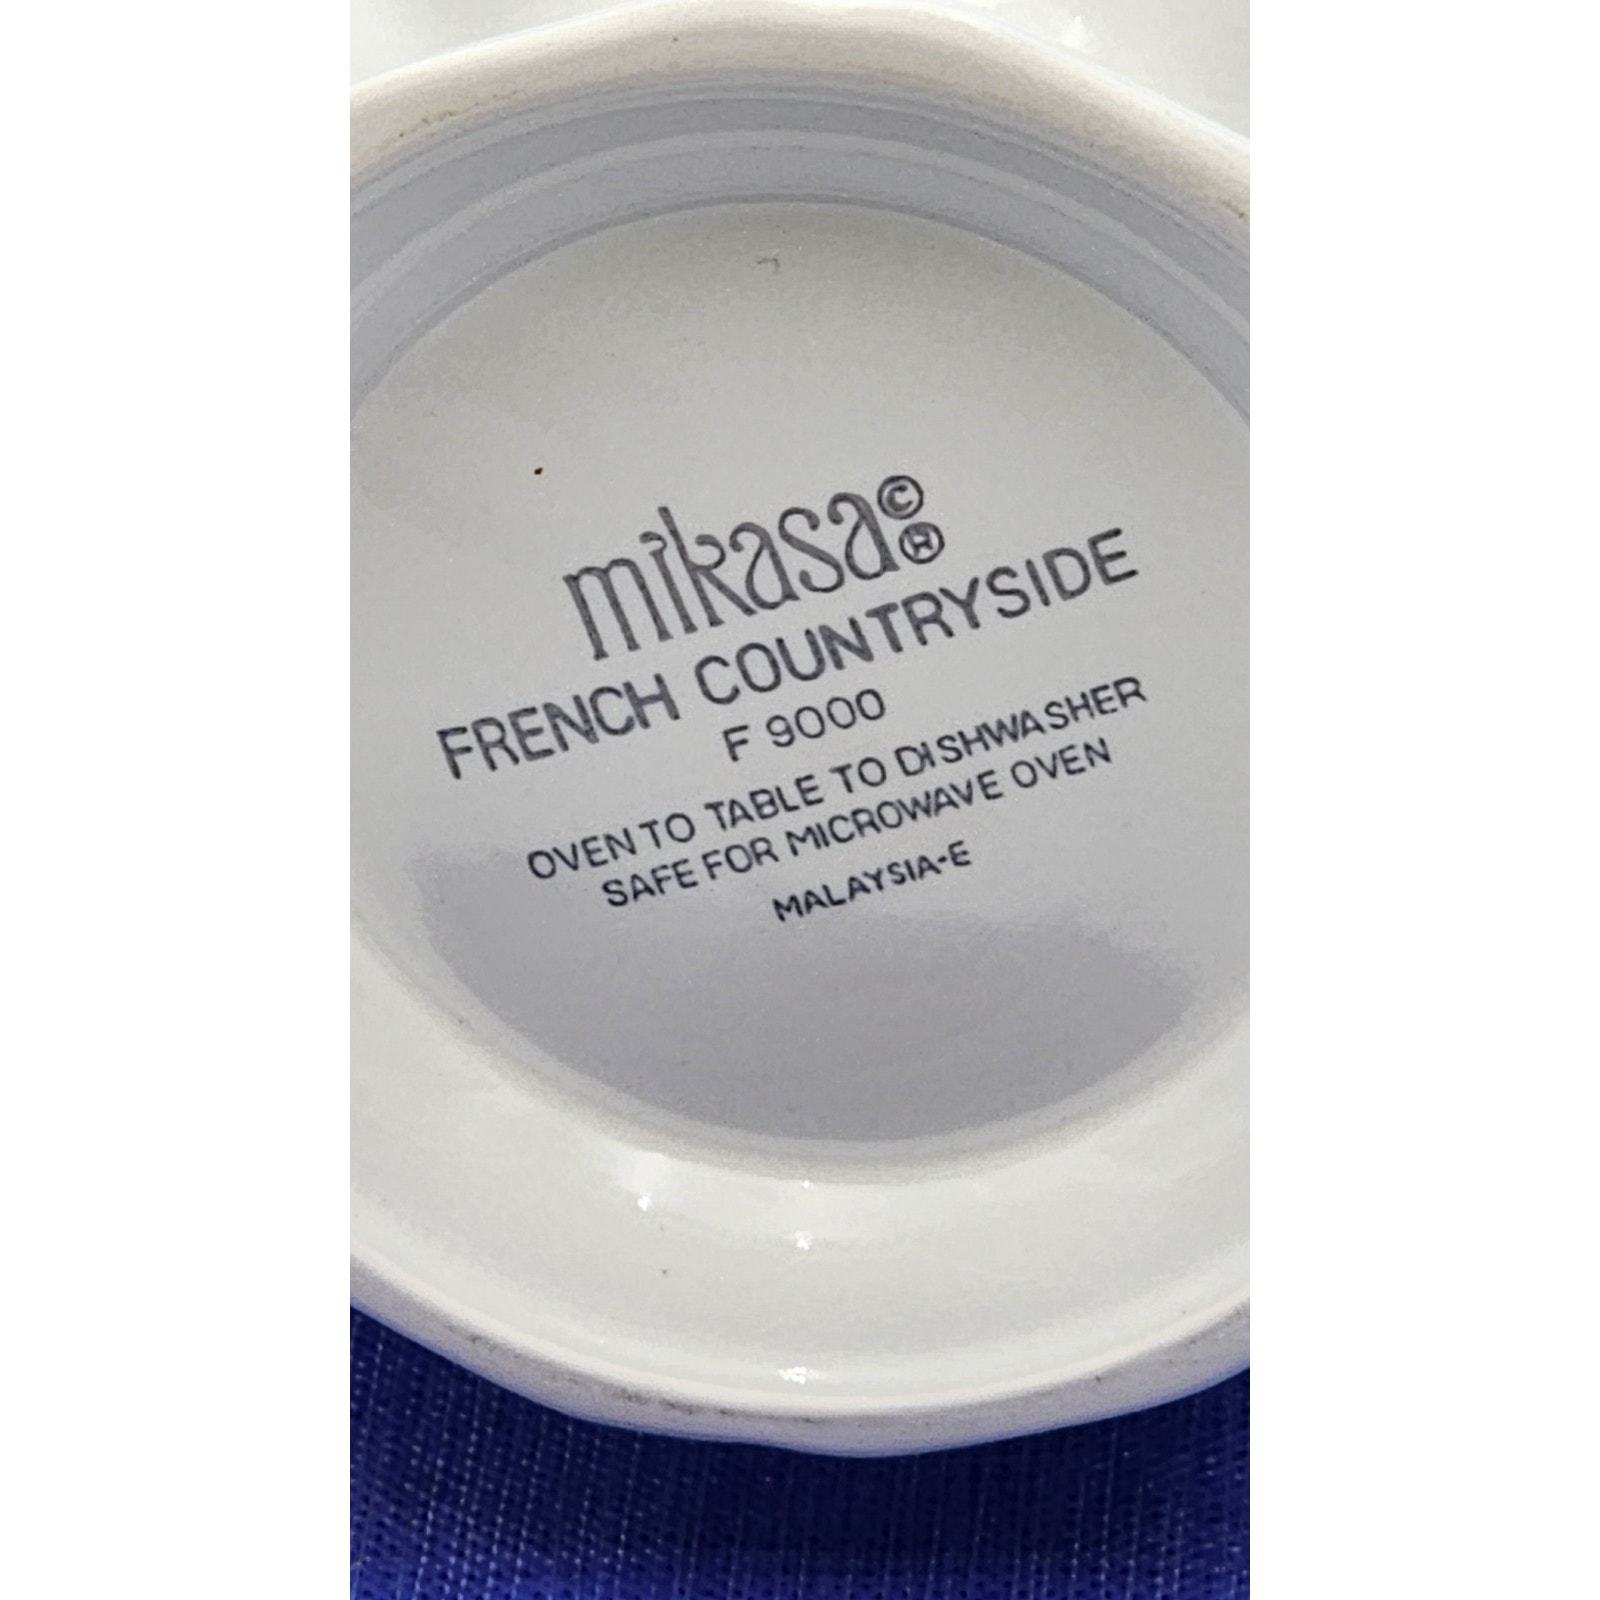 mikasa©®
FRENCH COUNTRYSIDE
F 9000
OVEN TO TABLE TO DISHWASHER
SAFE FOR MICROWAVE OVEN
MALAYSIA-E